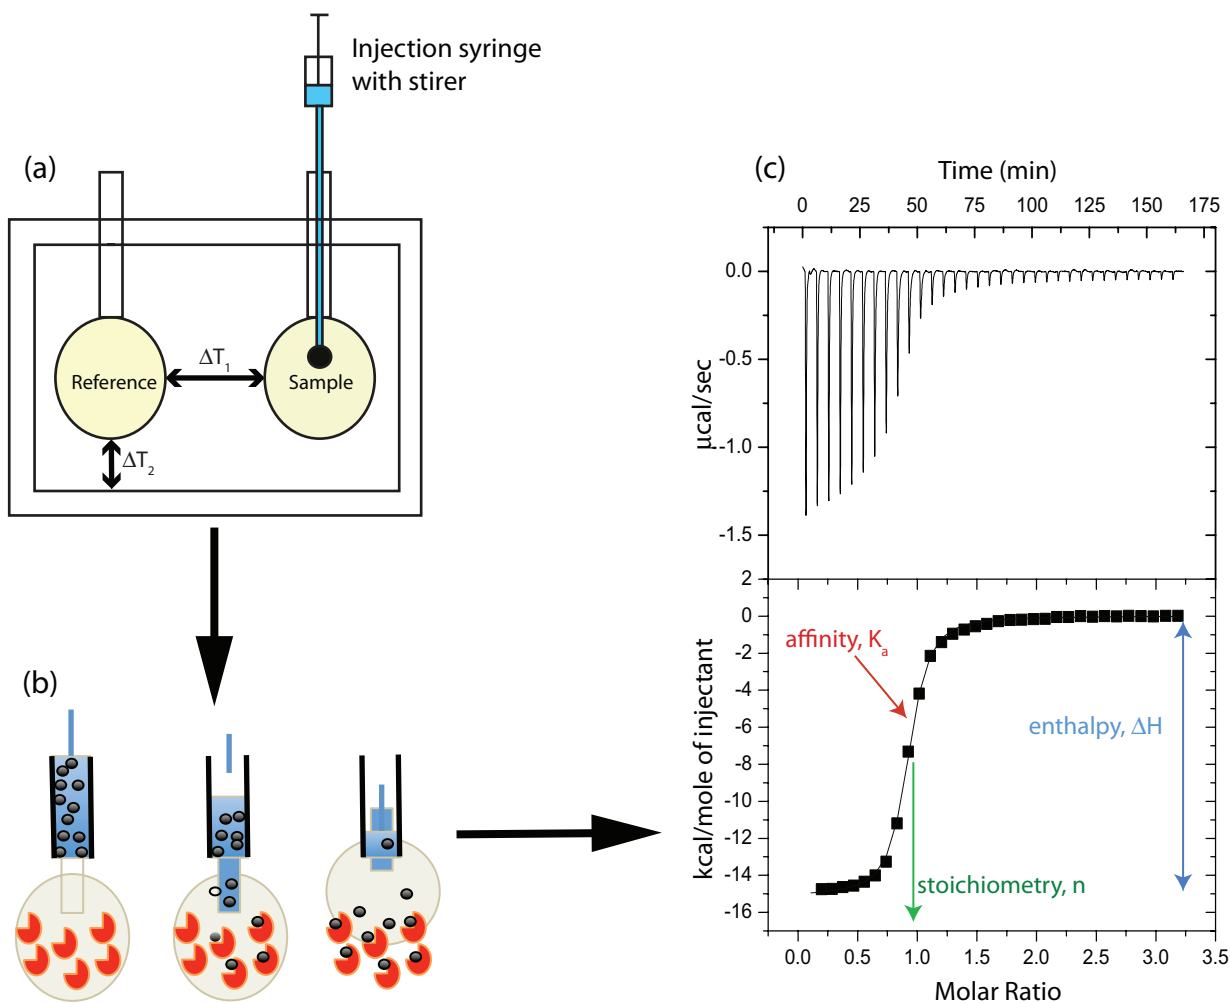 Injection syringe
with stirer
(a)
Reference
ΔT1
Sample
ΔT2
(b)
(c)
Time (min)
0 25 50 75 100 125 150 175
0.0
-0.5
-1.0
-1.5
2
μcal/sec
0
-2
-4
-6
-8
-10
-12
-14
-16
kcal/mole of injectant
affinity, Ka
enthalpy, ΔH
stoichiometry, n
0.0 0.5 1.0 1.5 2.0 2.5 3.0 3.5
Molar Ratio